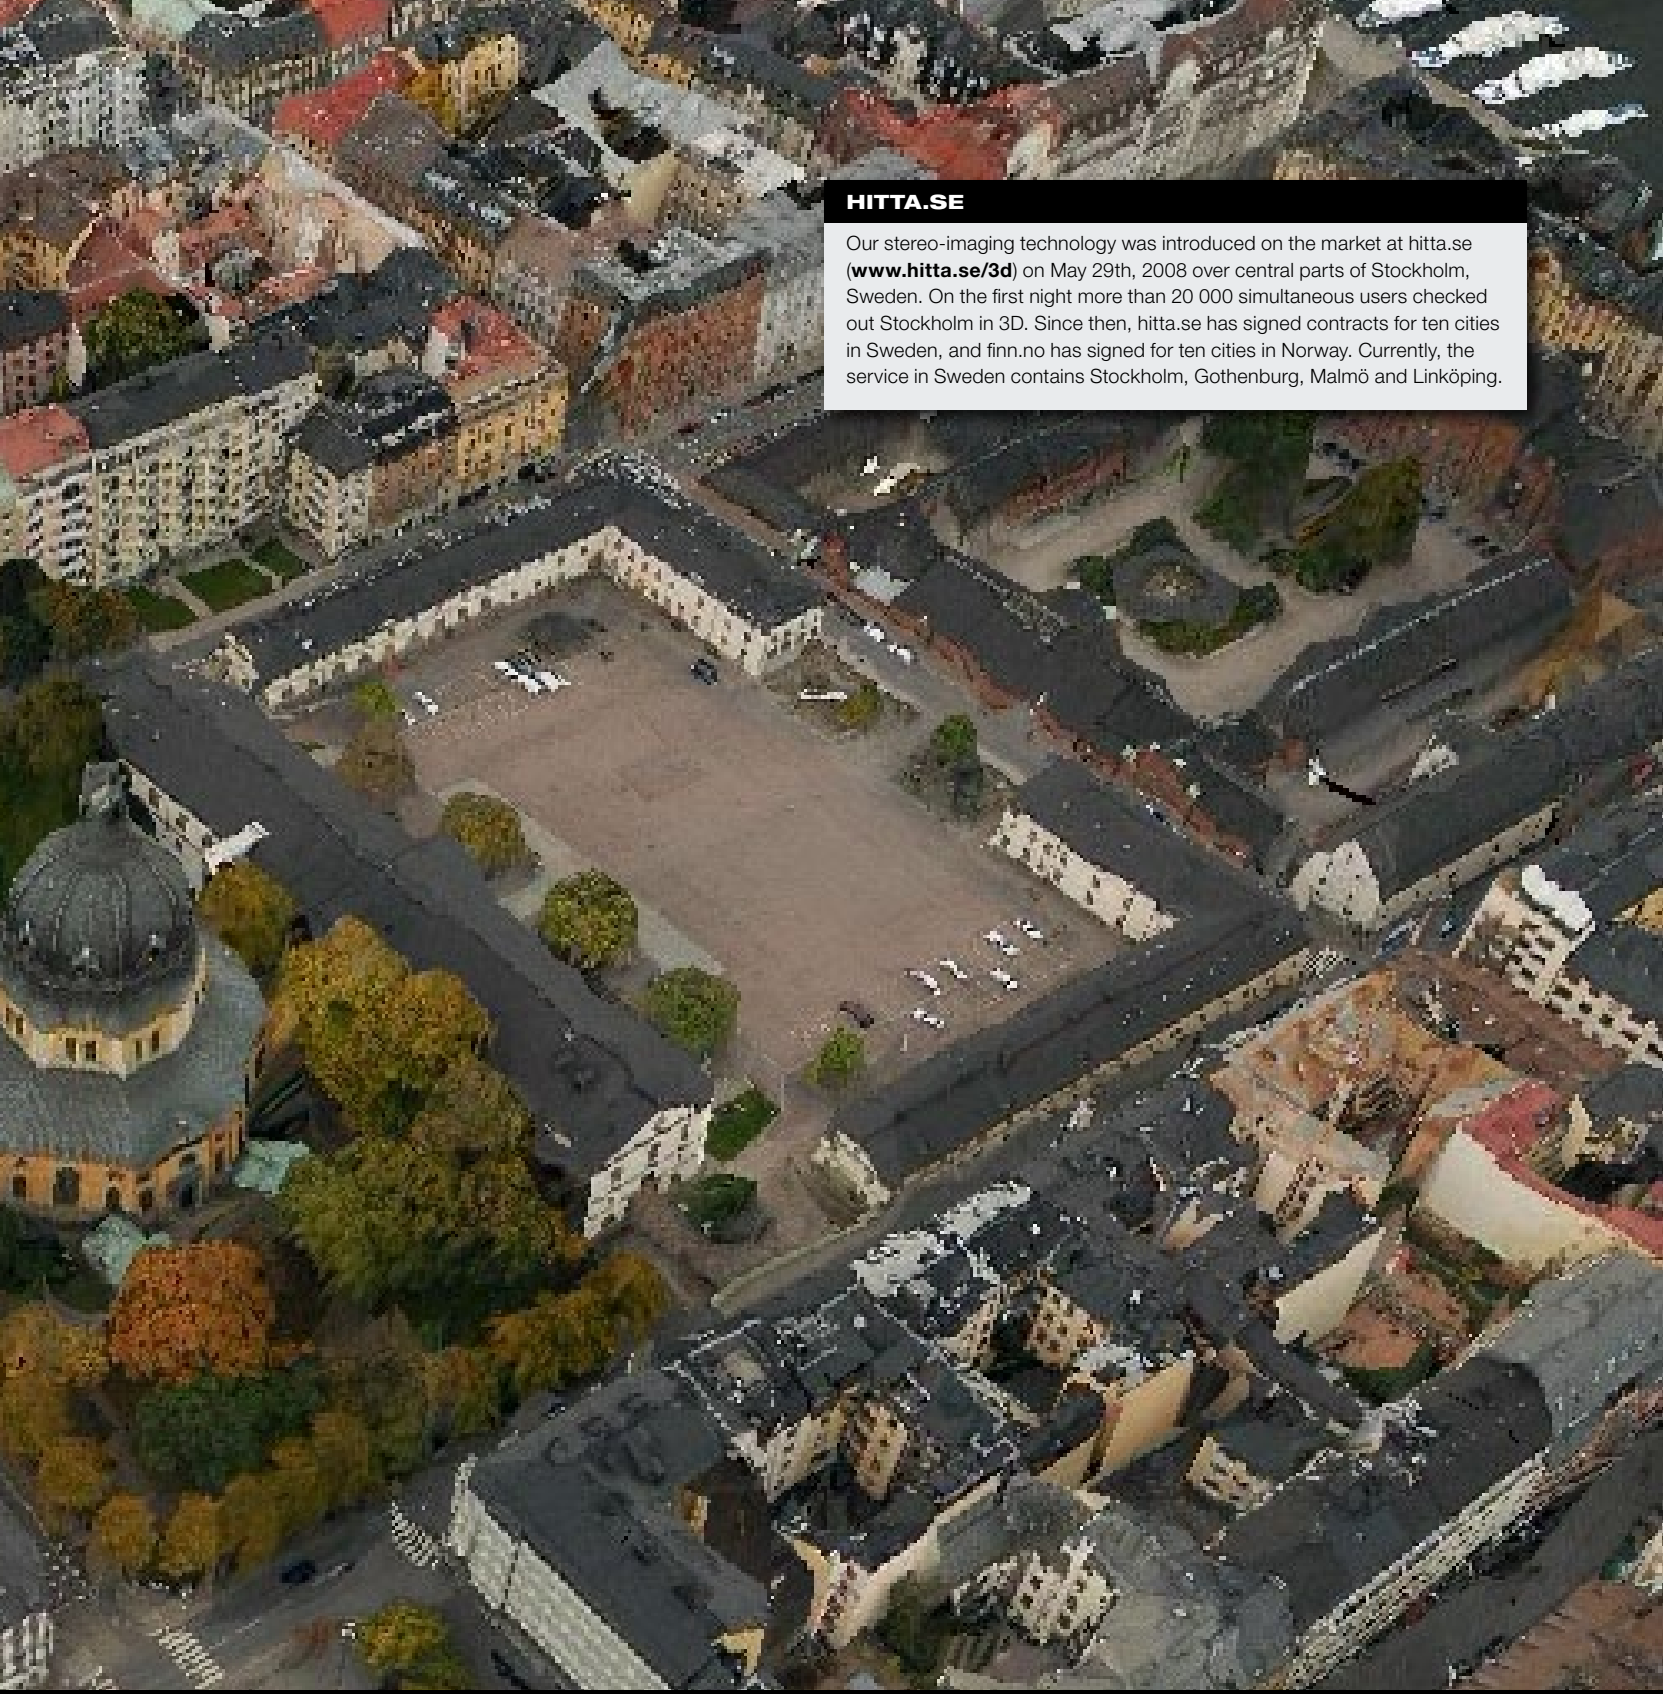 HITTA.SE
Our stereo-imaging technology was introduced on the market at hitta.se
(www.hitta.se/3d) on May 29th, 2008 over central parts of Stockholm,
Sweden. On the first night more than 20 000 simultaneous users checked
out Stockholm in 3D. Since then, hitta.se has signed contracts for ten cities
in Sweden, and finn.no has signed for ten cities in Norway. Currently, the
service in Sweden contains Stockholm, Gothenburg, Malmö and Linköping.